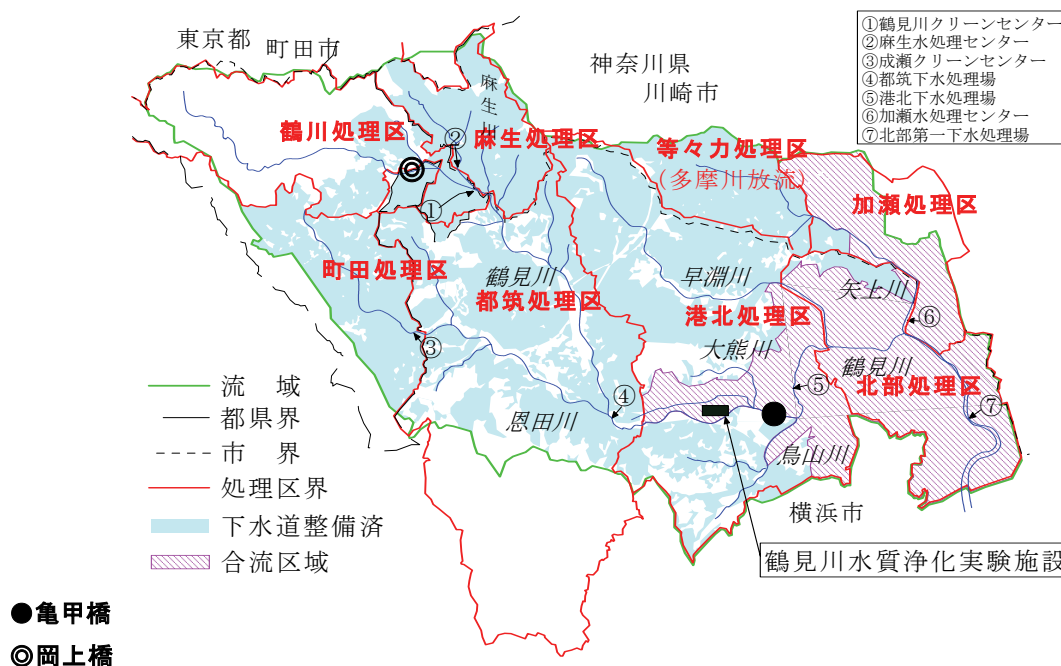 東京都
町田市
神奈川県
川崎市
①鶴見川クリーンセンター
②麻生水処理センター
③成瀬クリーンセンター
④都筑下水処理場
⑤港北下水処理場
⑥加瀬水処理センター
⑦北部第一下水処理場
麻生川
鶴川処理区
②
麻生処理区
等々力処理区
(多摩川放流)
加瀬処理区
①
町田処理区
鶴見川
都筑処理区
早淵川
矢上川
港北処理区
⑥
③
大熊川
鶴見川
北部処理区
④
⑤
⑦
恩田川
鳥山川
横浜市
鶴見川水質浄化実験施設
流 域
都県界
市 界
処理区界
下水道整備済
合流区域
●亀甲橋
◎岡上橋